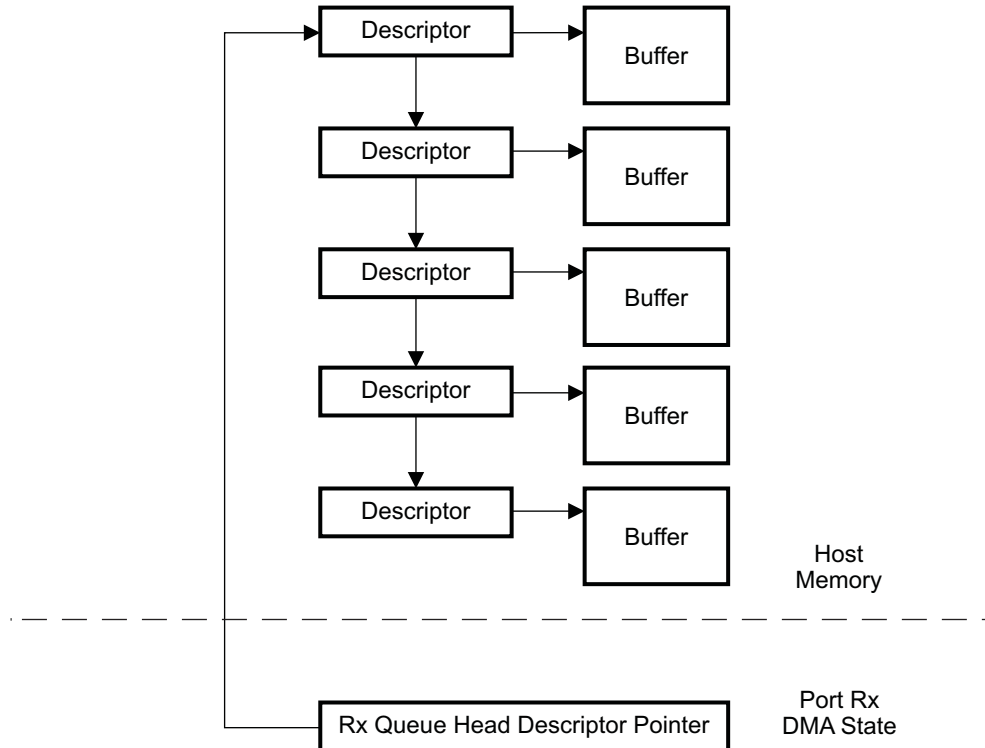 Descriptor
Buffer
Descriptor
Buffer
Descriptor
Buffer
Descriptor
Buffer
Descriptor
Buffer
Host
Memory
Port Rx
DMA State
Rx Queue Head Descriptor Pointer